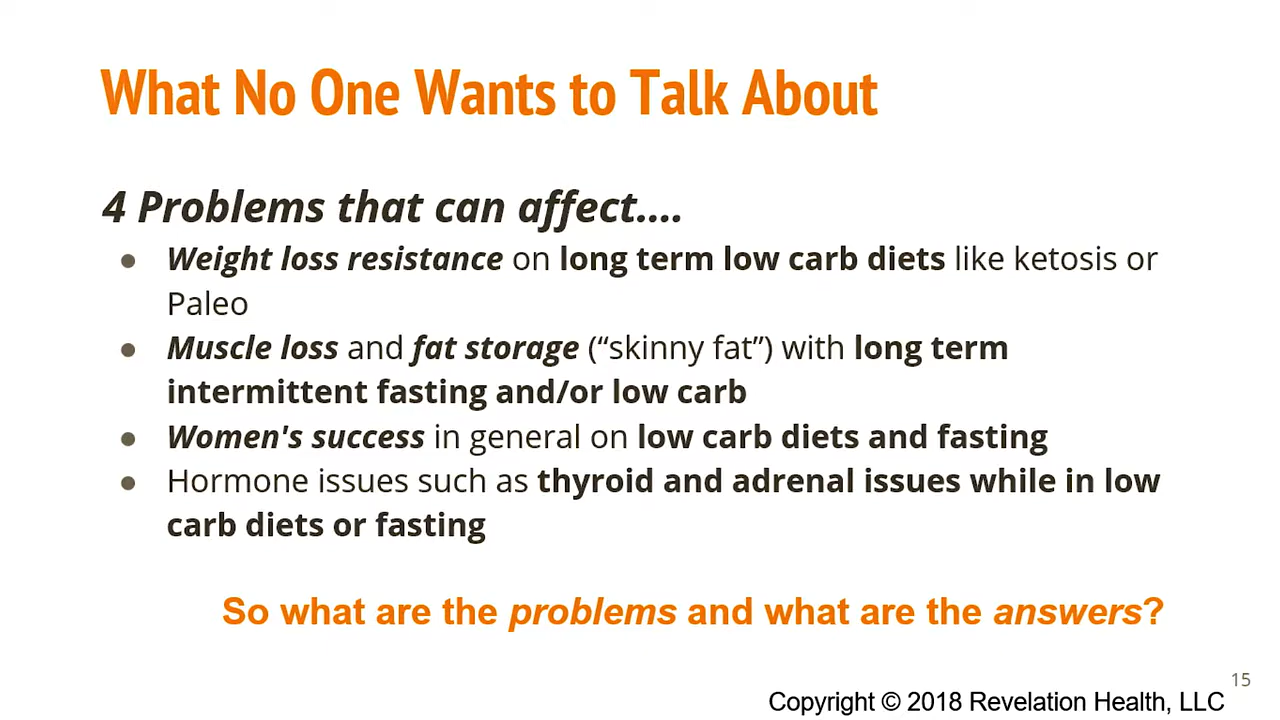 What No One Wants to Talk About
4 Problems that can affect....
● Weight loss resistance on long term low carb diets like ketosis or
Paleo
● Muscle loss and fat storage (“skinny fat”) with long term
intermittent fasting and/or low carb
● Women's success in general on low carb diets and fasting
● Hormone issues such as thyroid and adrenal issues while in low
carb diets or fasting
So what are the problems and what are the answers?
15
Copyright © 2018 Revelation Health, LLC